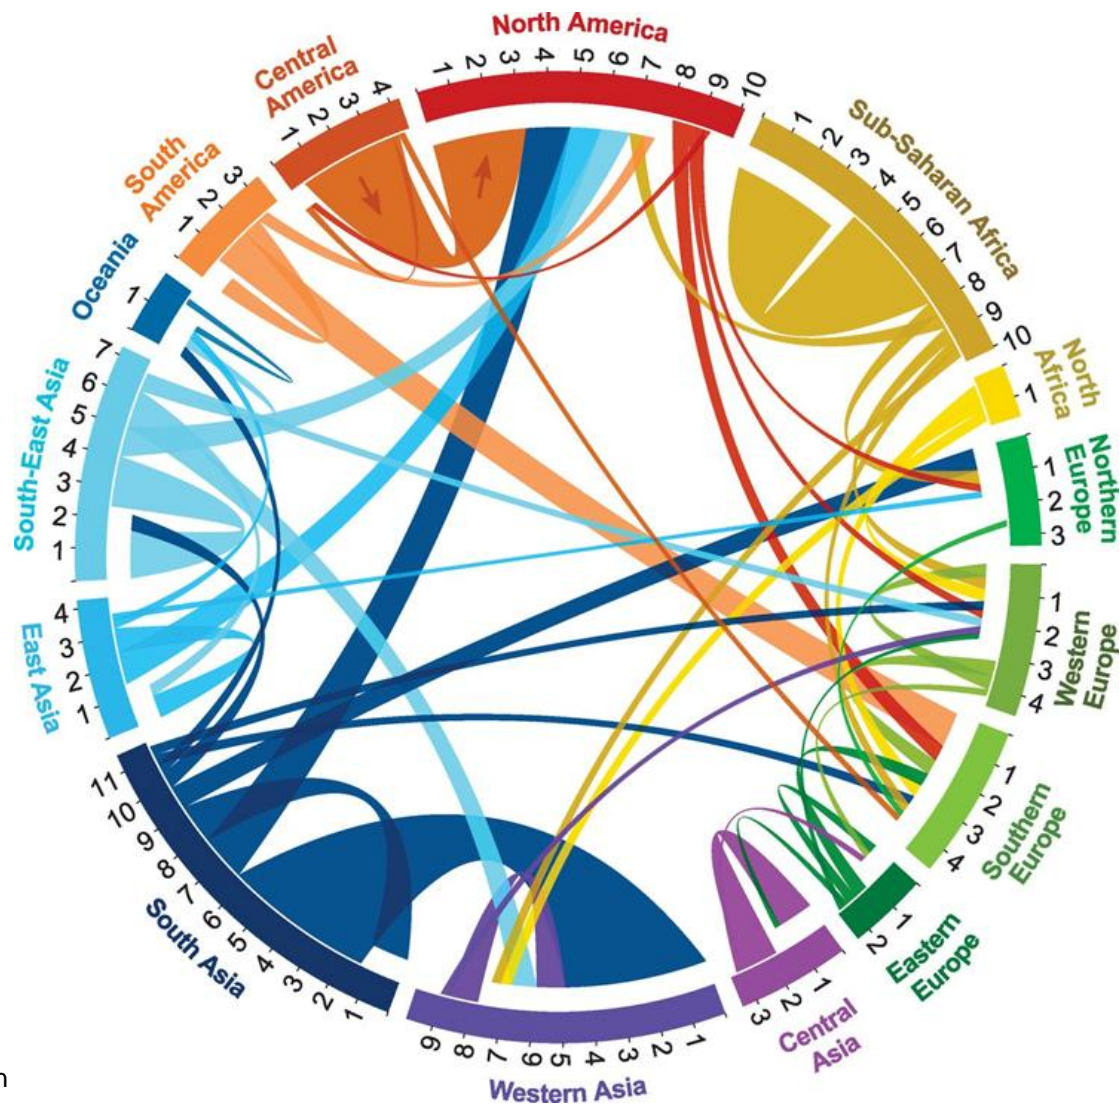 North America
1 2 3 4 5 6 7 8 9 10
Sub-Saharan Africa
1 2 3 4 5 6 7 8 9 10
North
Africa
1
Northern
Europe
1 2 3
Western
Europe
1 2 3 4
Southern
Europe
1 2 3 4
Eastern
Europe
1 2
Central
Asia
1 2 3
Western Asia
1 2 3 4 5 6 7 8 9
South Asia
1 2 3 4 5 6 7 8 9 10 11
East Asia
1 2 3 4
South-East Asia
1 2 3 4 5 6 7
Oceania
1
South
America
1 2 3
Central
America
1 2 3 4
n